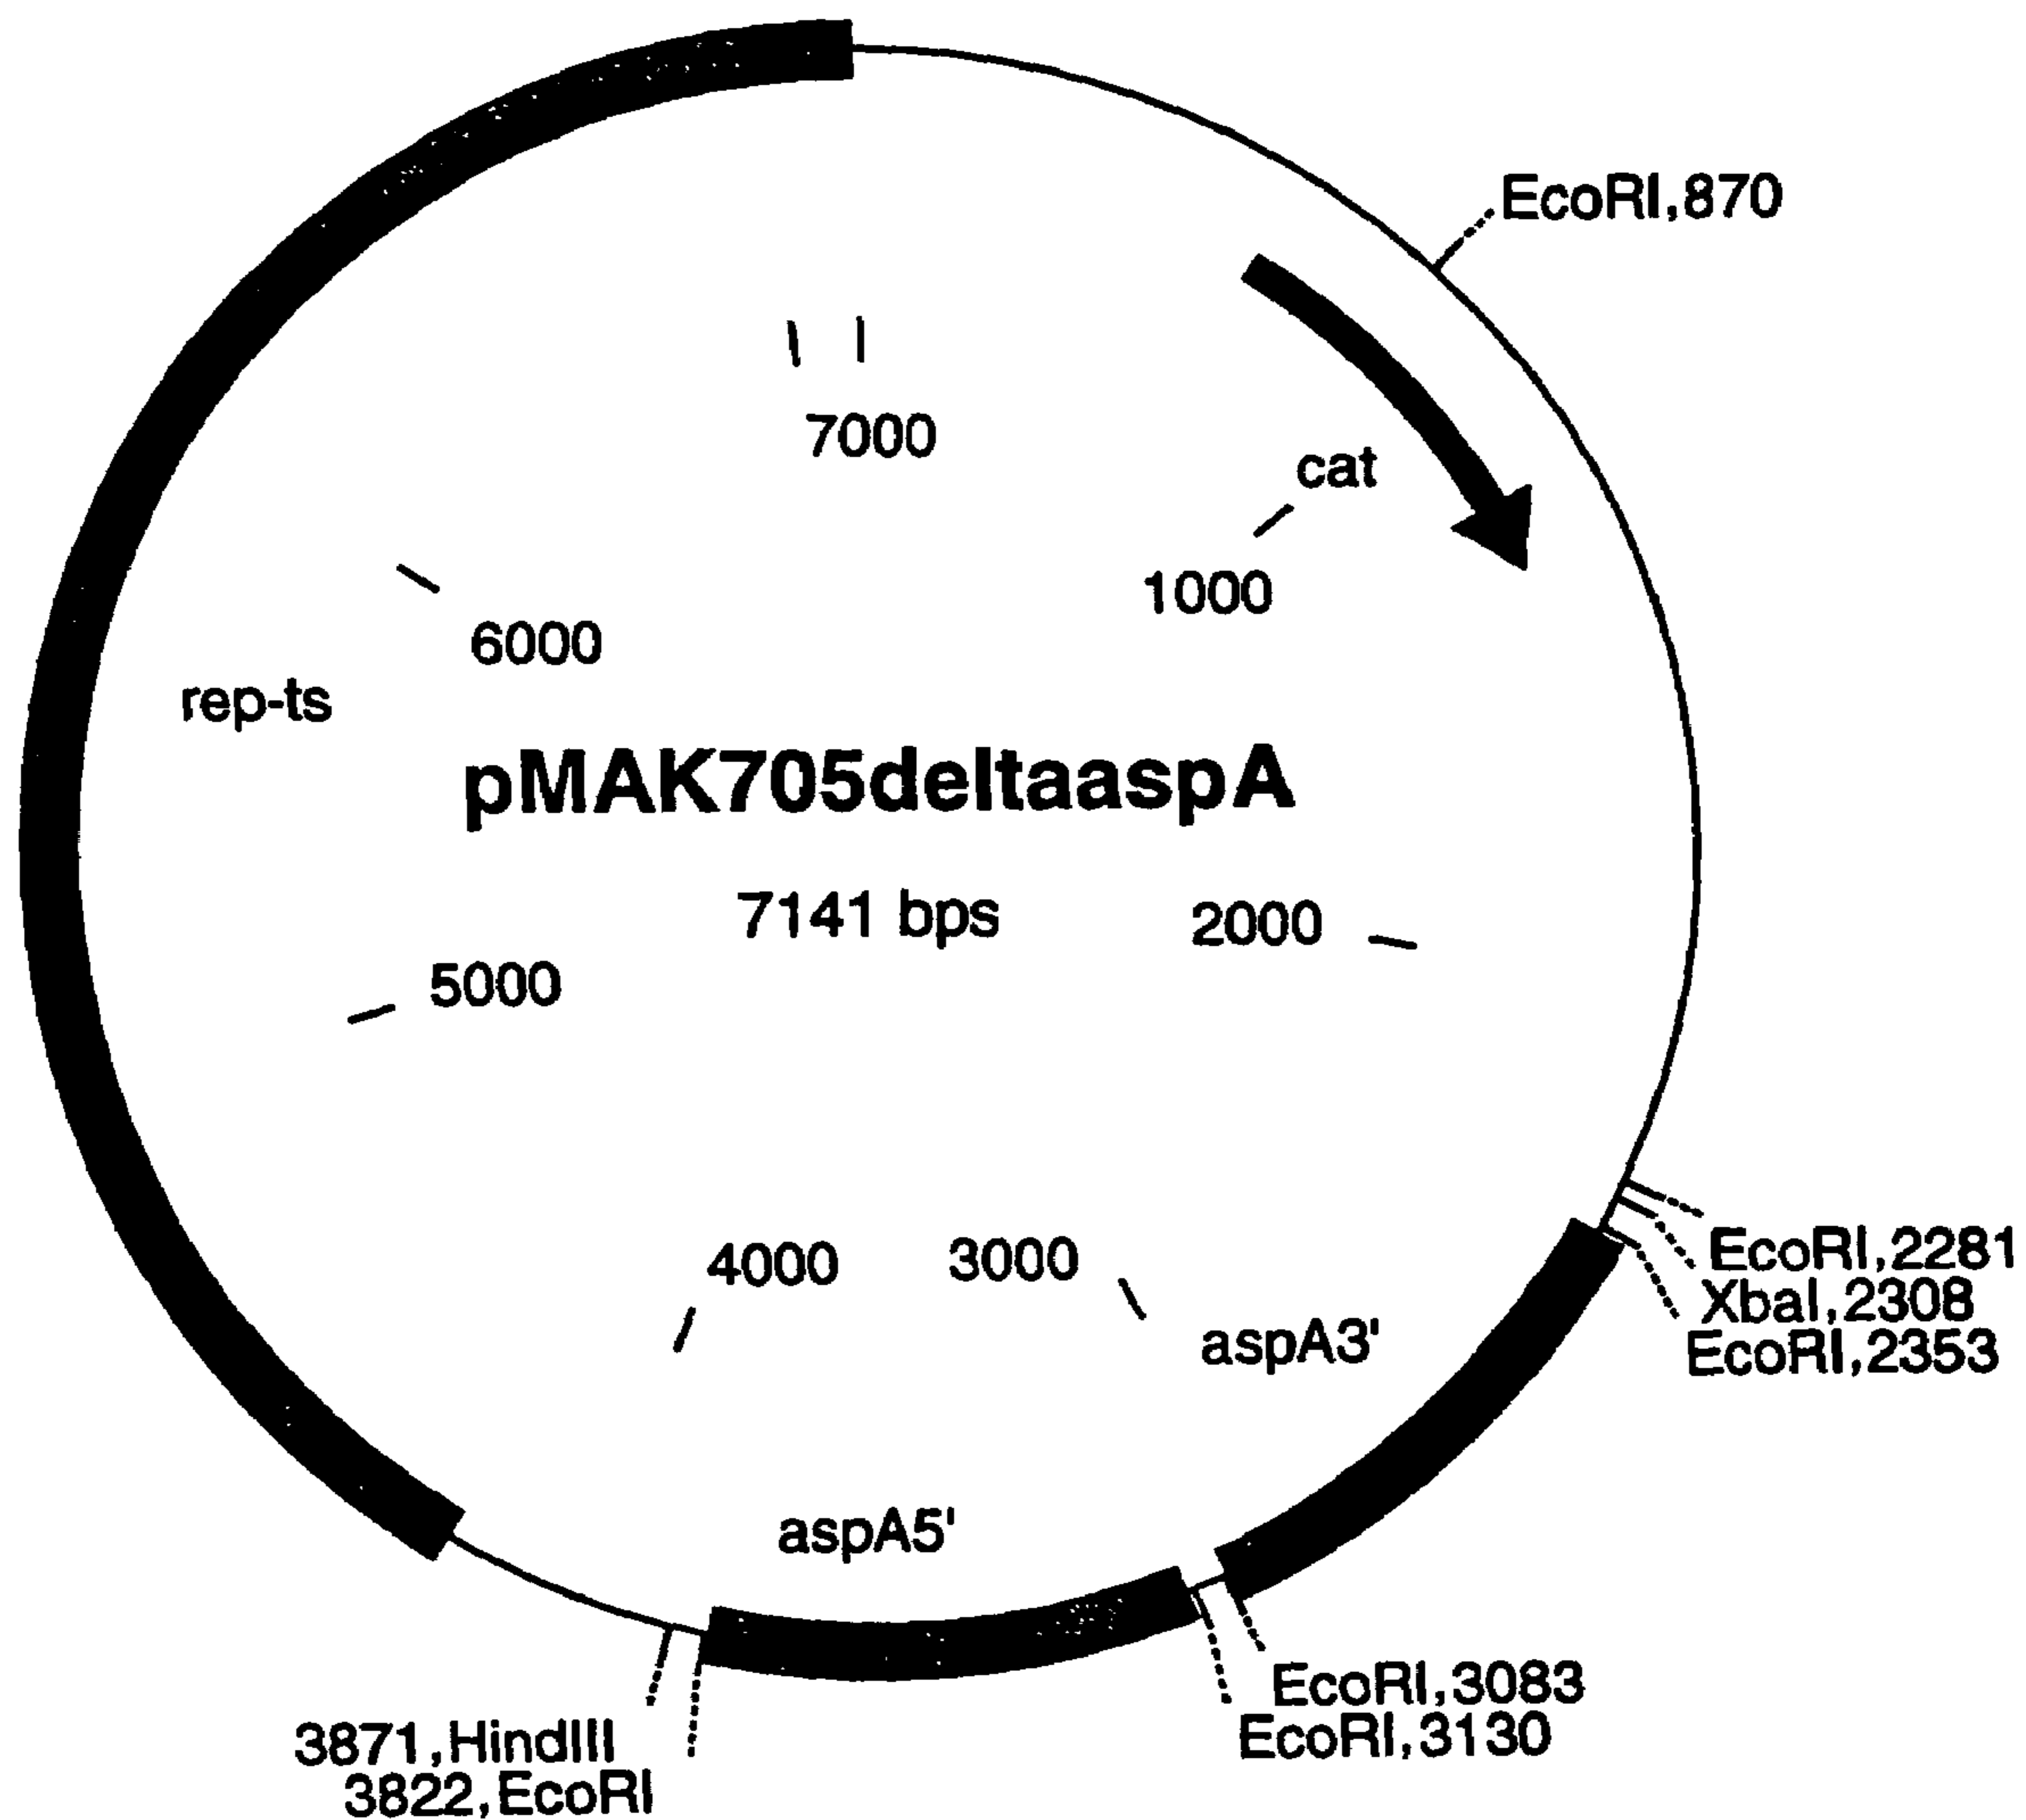 EcoRI,870
7000
cat
1000
6000
rep-ts
pMAK705deltaaspA
7141 bps
2000
5000
EcoRI,2281
4000
3000
XbaI,2308
aspA3'
EcoRI,2353
aspA5'
EcoRI,3083
3871,HindIII
EcoRI,3130
3822,EcoRI